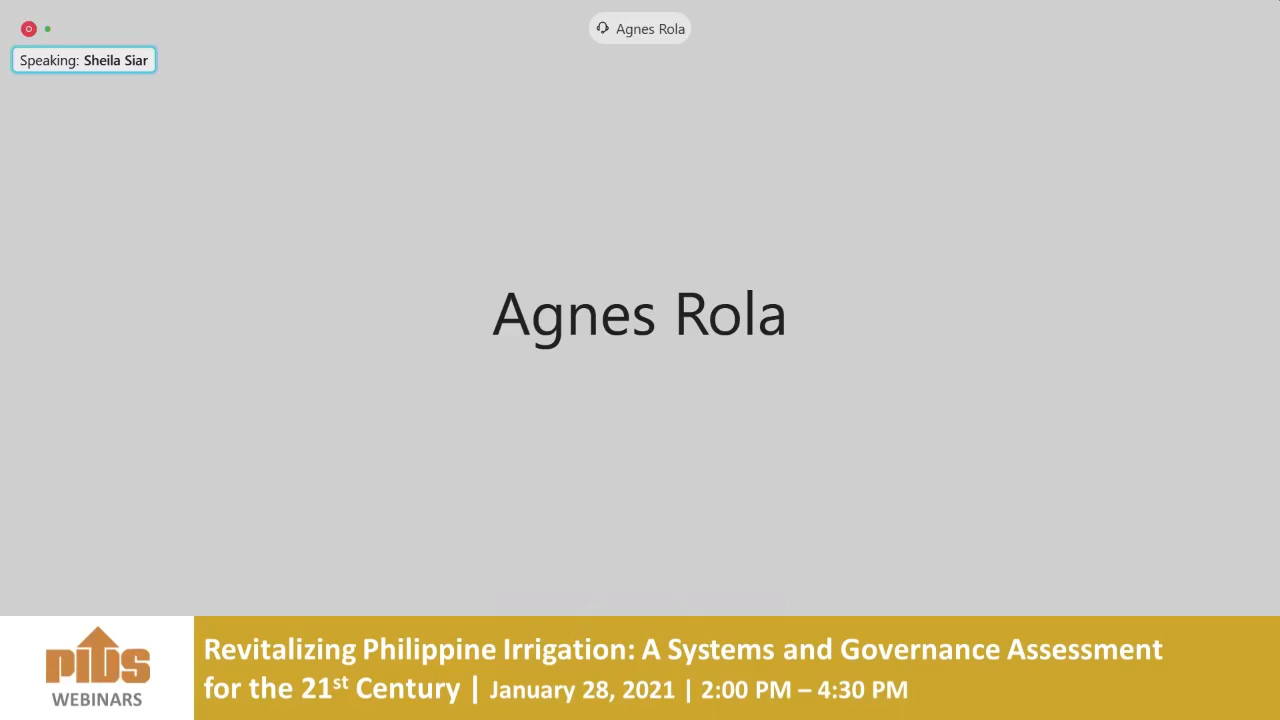 Agnes Rola
Speaking: Sheila Siar
Agnes Rola
PIDS
WEBINARS
Revitalizing Philippine Irrigation: A Systems and Governance Assessment
for the 21st Century | January 28, 2021 | 2:00 PM – 4:30 PM